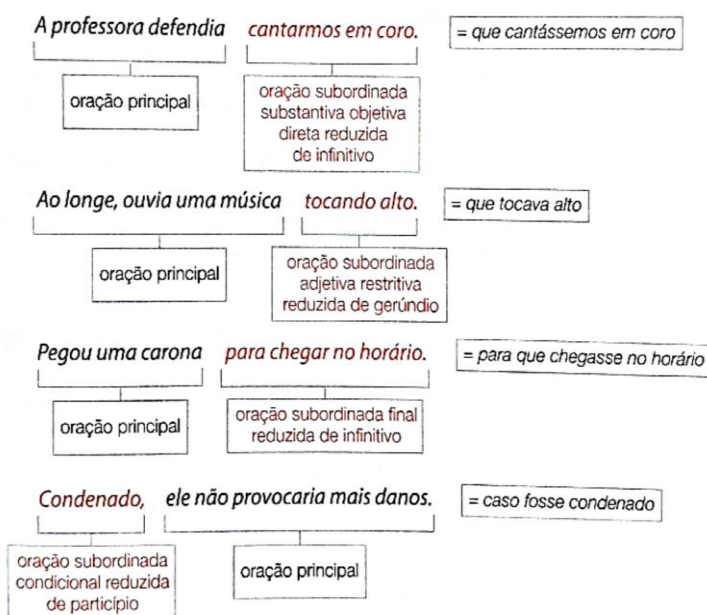 A professora defendia cantarmos em coro. = que cantássemos em coro
oração principal
oração subordinada
substantiva objetiva
direta reduzida
de infinitivo
Ao longe, ouvia uma música tocando alto. = que tocava alto
oração principal
oração subordinada
adjetiva restritiva
reduzida de gerúndio
Pegou uma carona para chegar no horário. = para que chegasse no horário
oração principal
oração subordinada final
reduzida de infinitivo
Condenado, ele não provocaria mais danos. = caso fosse condenado
oração subordinada
condicional reduzida
de particípio
oração principal